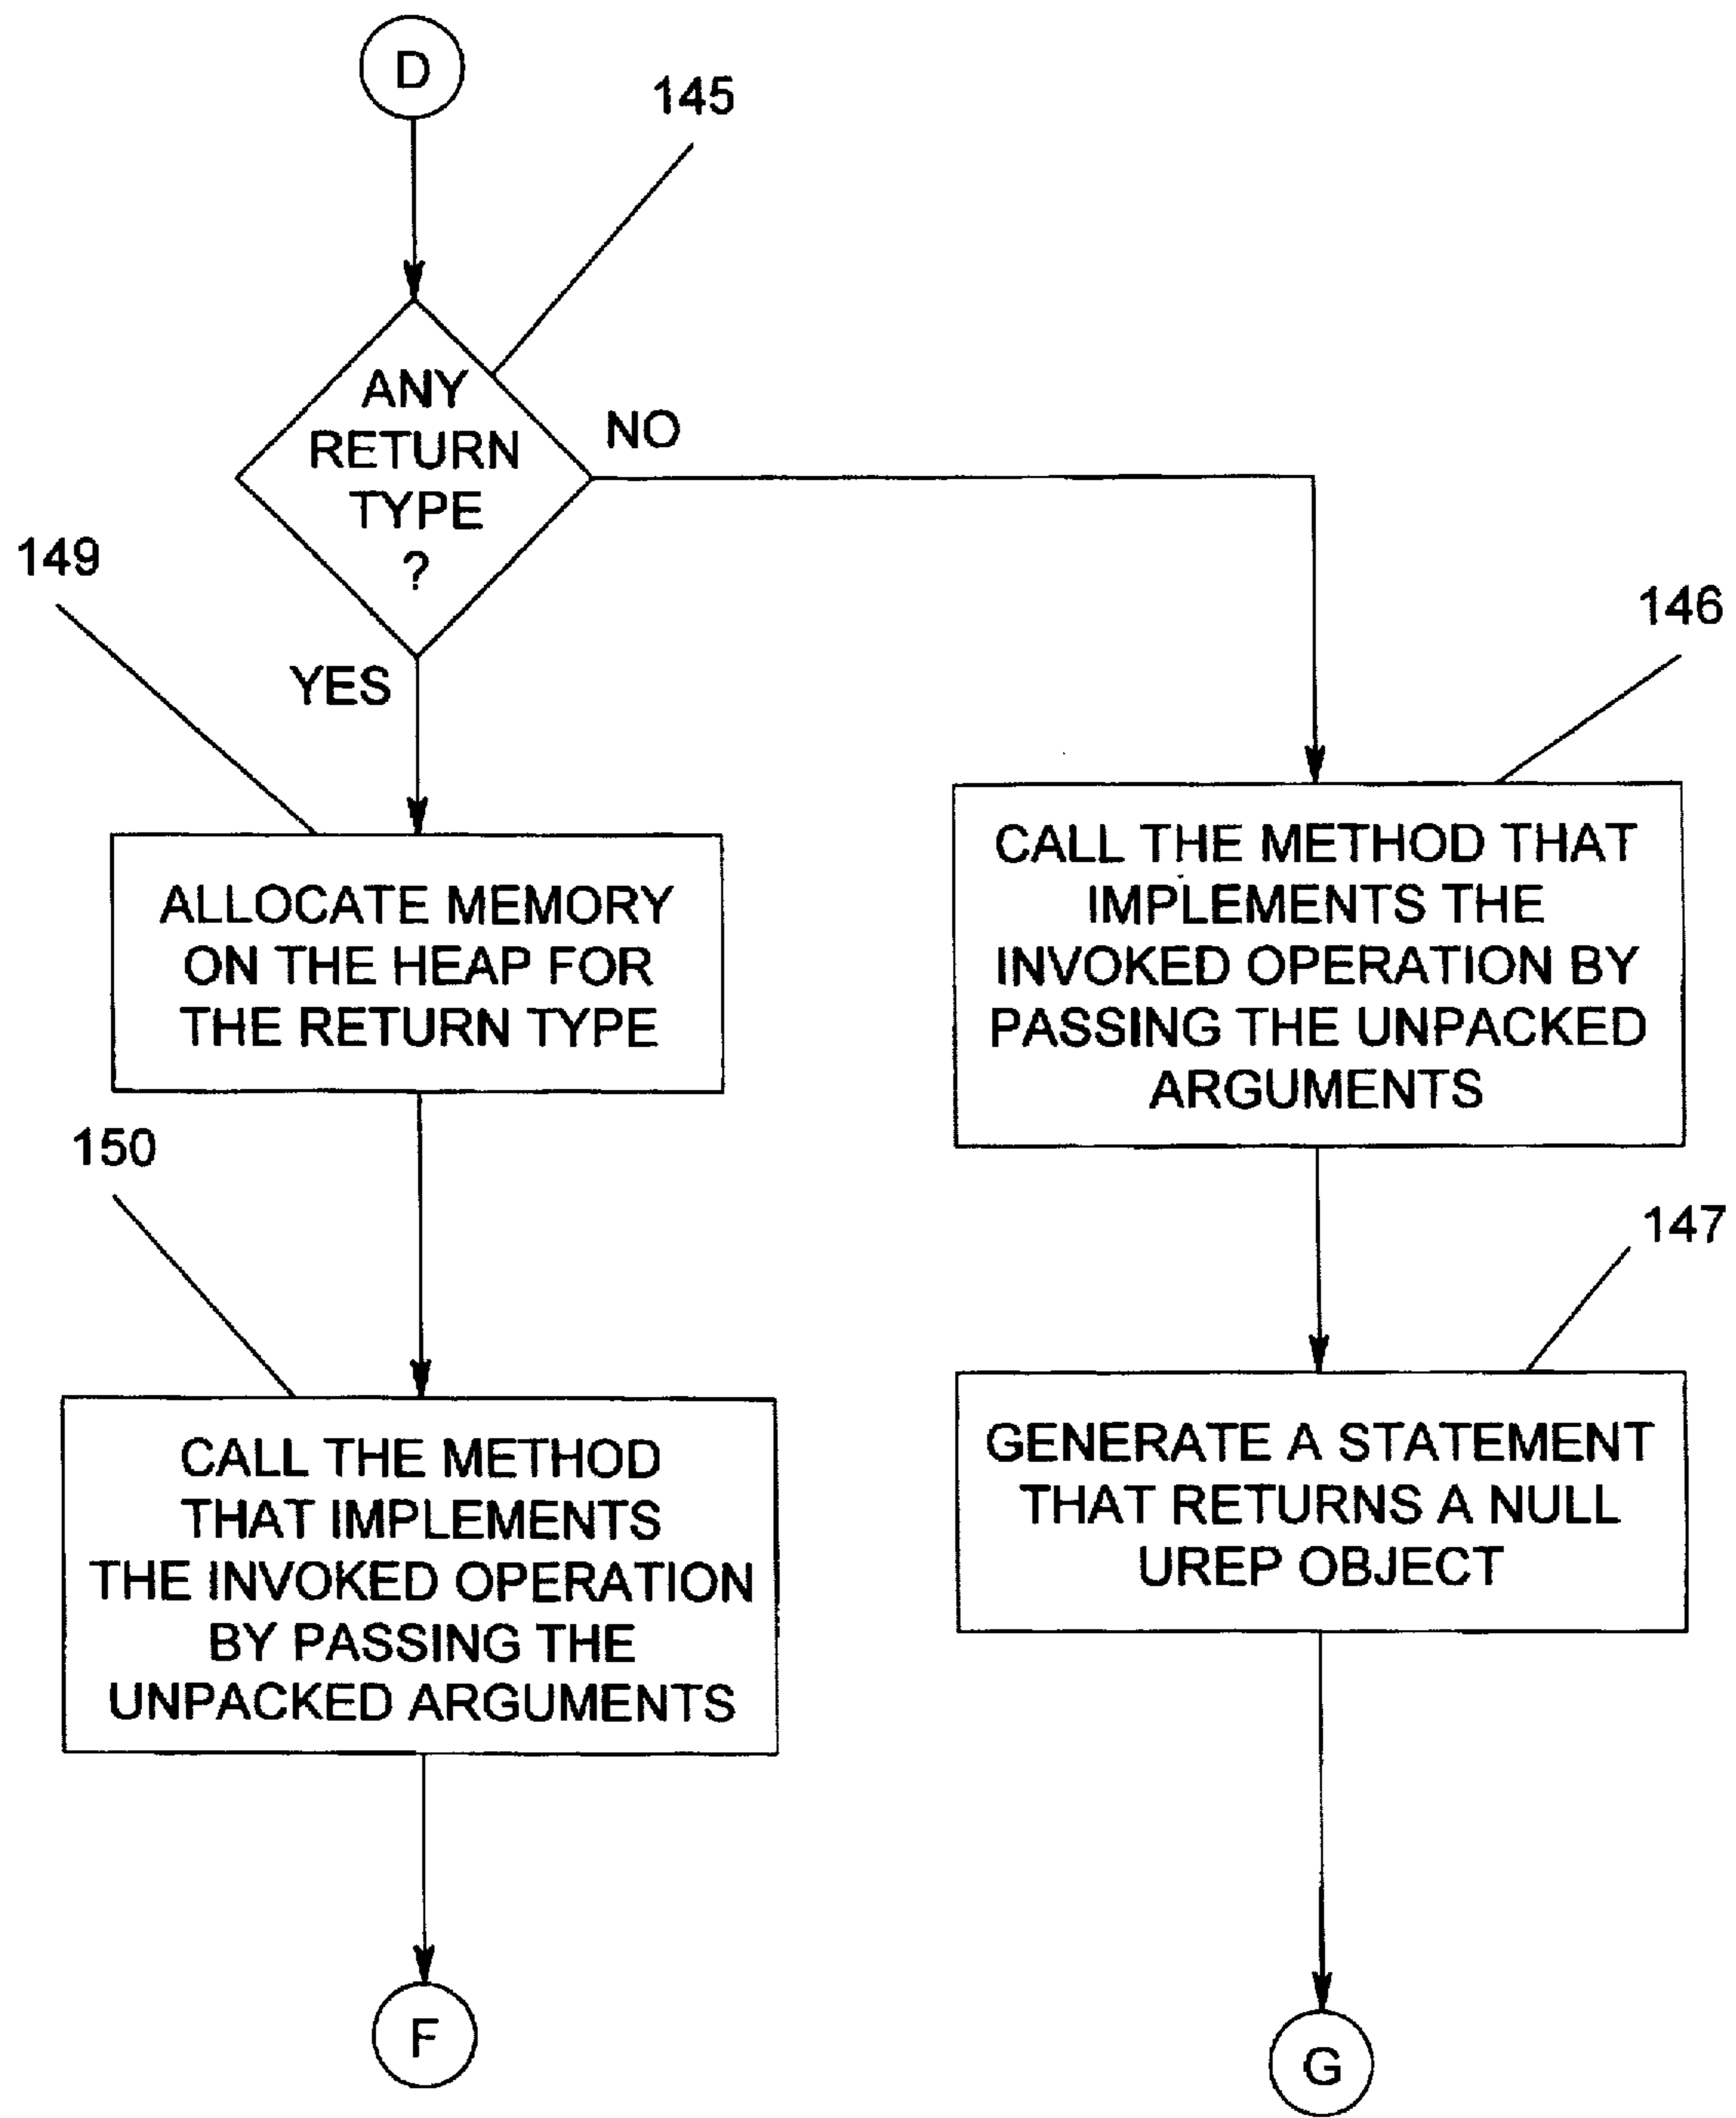 D
145
ANY
RETURN
TYPE
?
NO
YES
149
ALLOCATE MEMORY
ON THE HEAP FOR
THE RETURN TYPE
146
CALL THE METHOD THAT
IMPLEMENTS THE
INVOKED OPERATION BY
PASSING THE UNPACKED
ARGUMENTS
150
CALL THE METHOD
THAT IMPLEMENTS
THE INVOKED OPERATION
BY PASSING THE
UNPACKED ARGUMENTS
147
GENERATE A STATEMENT
THAT RETURNS A NULL
UREP OBJECT
F
G